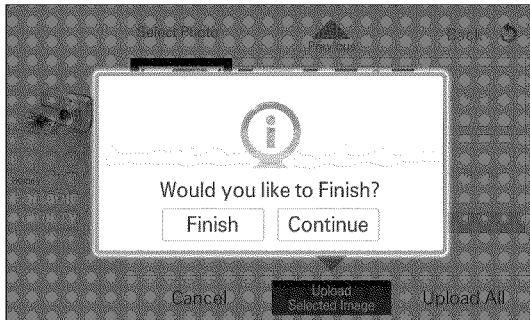 Select Photo
Previous
Back
Would you like to Finish?
Finish Continue
Cancel
Upload
Selected Image
Upload All